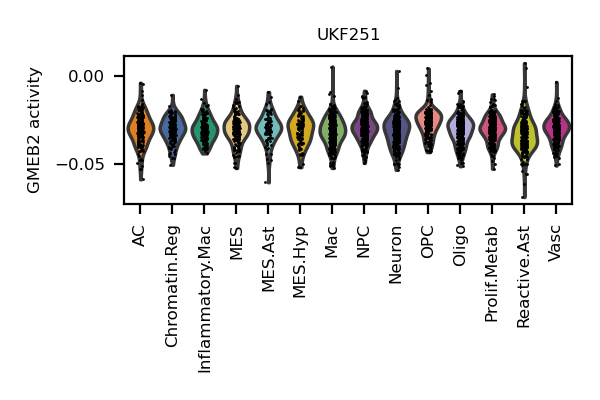 UKF251
GMEB2 activity
0.00
−0.05
AC
Chromatin.Reg
Inflammatory.Mac
MES
MES.Ast
MES.Hyp
Mac
NPC
Neuron
OPC
Oligo
Prolif.Metab
Reactive.Ast
Vasc